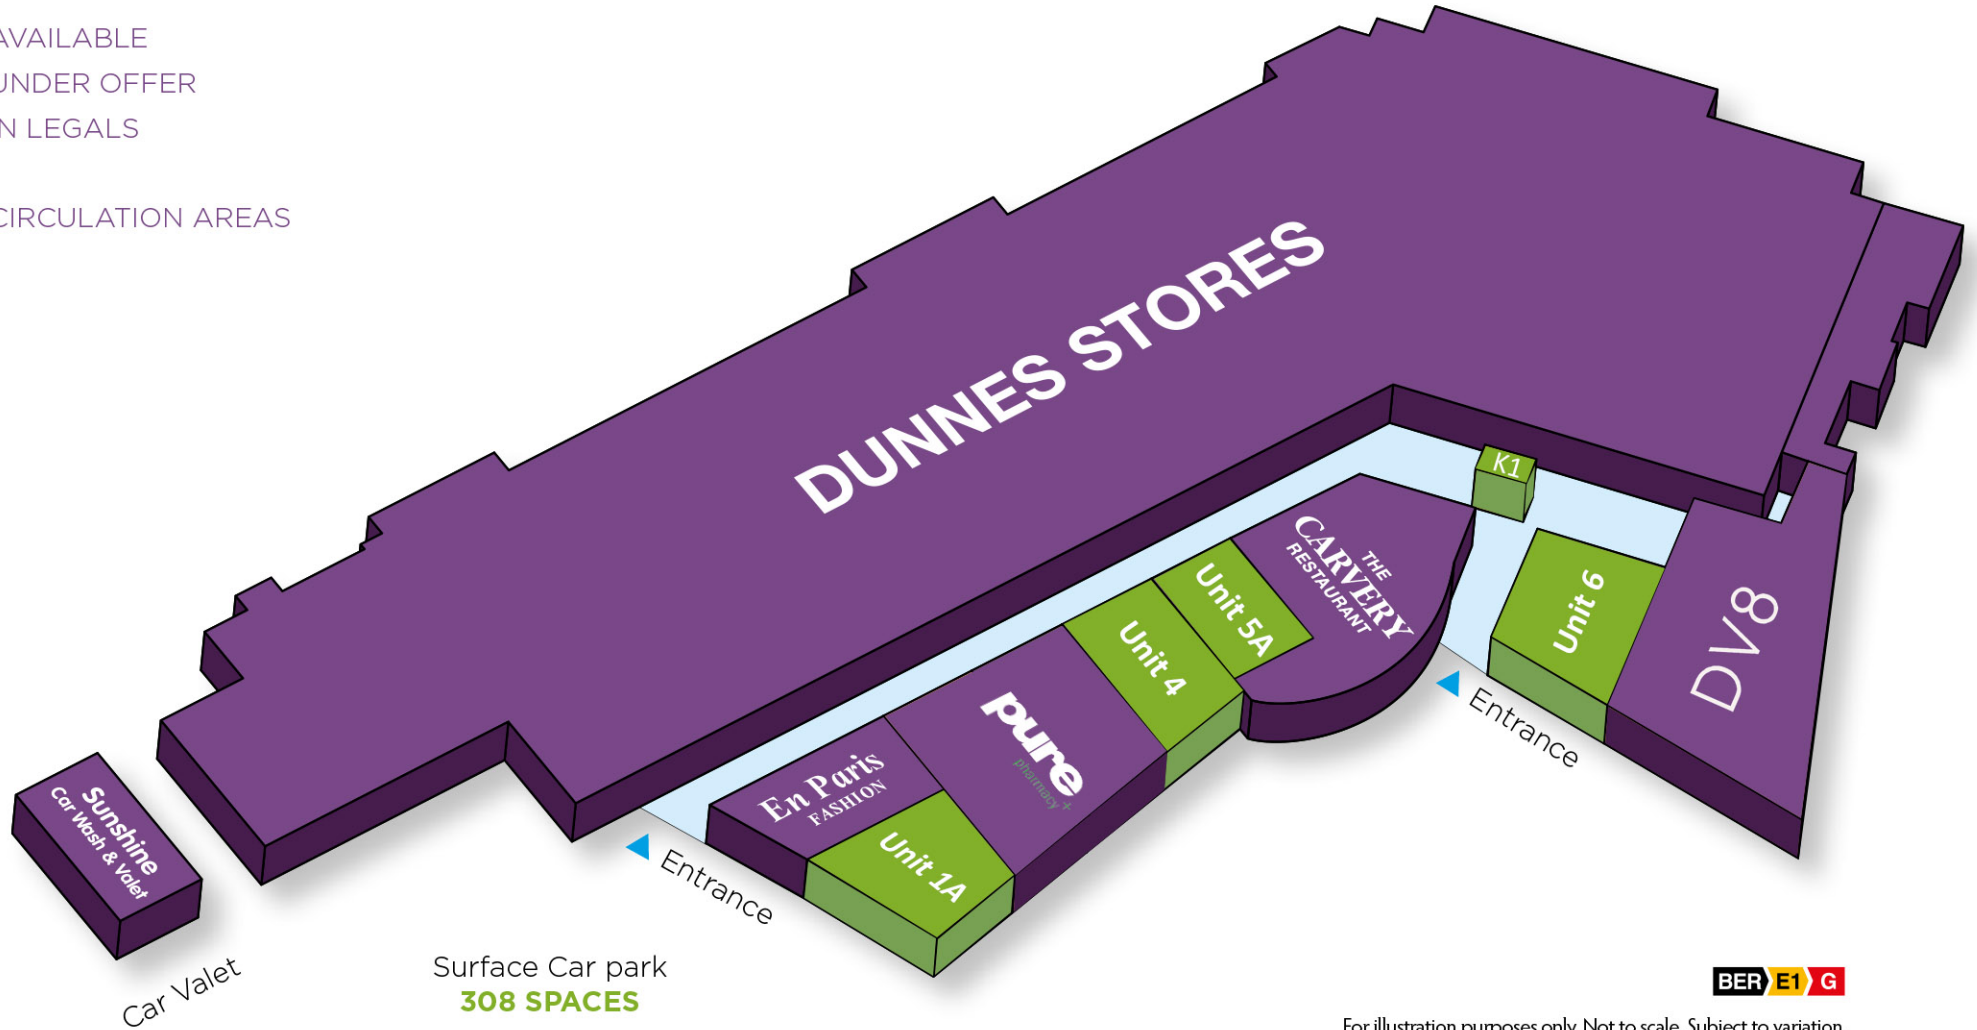 AVAILABLE
UNDER OFFER
IN LEGALS
CIRCULATION AREAS
DUNNES STORES
K1
THE
CARVERY
RESTAURANT
Unit 5A
Unit 4
Unit 6
DV8
pure
pharmacy +
En Paris
FASHION
Unit 1A
Entrance
Entrance
Sunshine
Car Wash & Valet
Car Valet
Surface Car park
308 SPACES
BER E1 G
For illustration purposes only. Not to scale. Subject to variation